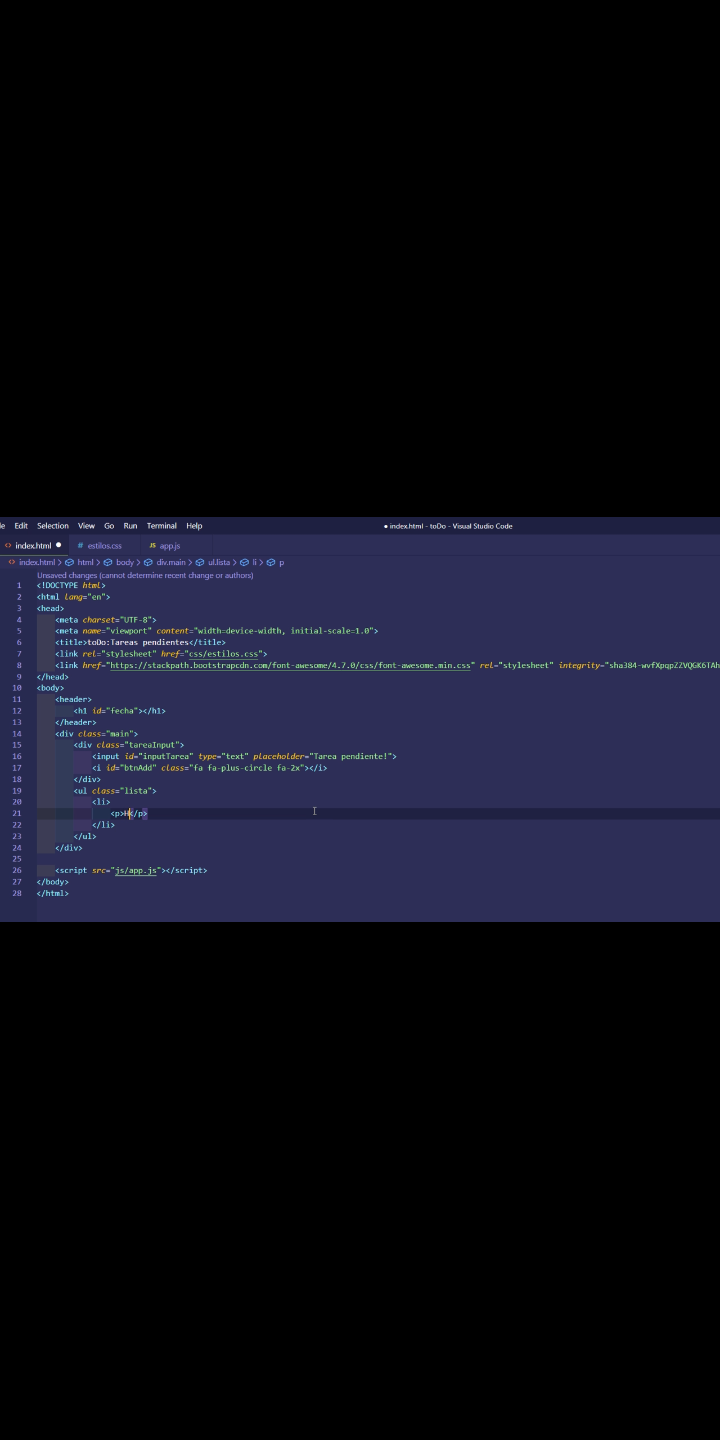 Edit Selection View Go Run Terminal Help ● index.html - toDo - Visual Studio Code
<> index.html ● # estilos.css JS app.js
<> index.html > html > body > div.main > ul.lista > li > p
Unsaved changes (cannot determine recent change or authors)
1 <!DOCTYPE html>
2 <html lang="en">
3 <head>
4 <meta charset="UTF-8">
5 <meta name="viewport" content="width=device-width, initial-scale=1.0">
6 <title>toDo:Tareas pendientes</title>
7 <link rel="stylesheet" href="css/estilos.css">
8 <link href="https://stackpath.bootstrapcdn.com/font-awesome/4.7.0/css/font-awesome.min.css" rel="stylesheet" integrity="sha384-wvfXpqpZZVQGK6TAh
9 </head>
10 <body>
11 <header>
12 <h1 id="fecha"></h1>
13 </header>
14 <div class="main">
15 <div class="tareaInput">
16 <input id="inputTarea" type="text" placeholder="Tarea pendiente!">
17 <i id="btnAdd" class="fa fa-plus-circle fa-2x"></i>
18 </div>
19 <ul class="lista">
20 <li>
21 <p>H</p>
22 </li>
23 </ul>
24 </div>
25
26 <script src="js/app.js"></script>
27 </body>
28 </html>